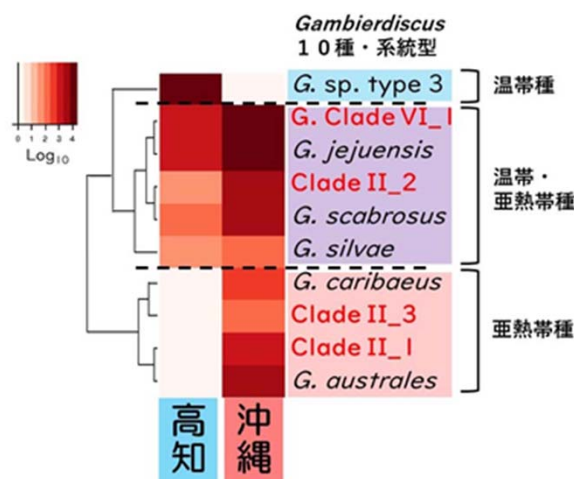 Gambierdiscus
10種・系統型
0 1 2 3 4
Log10
G. sp. type 3
温帯種
G. Clade VI_1
G. jejuensis
Clade II_2
G. scabrosus
G. silvae
温帯・
亜熱帯種
G. caribaeus
Clade II_3
Clade II_1
G. australes
亜熱帯種
高知
沖縄